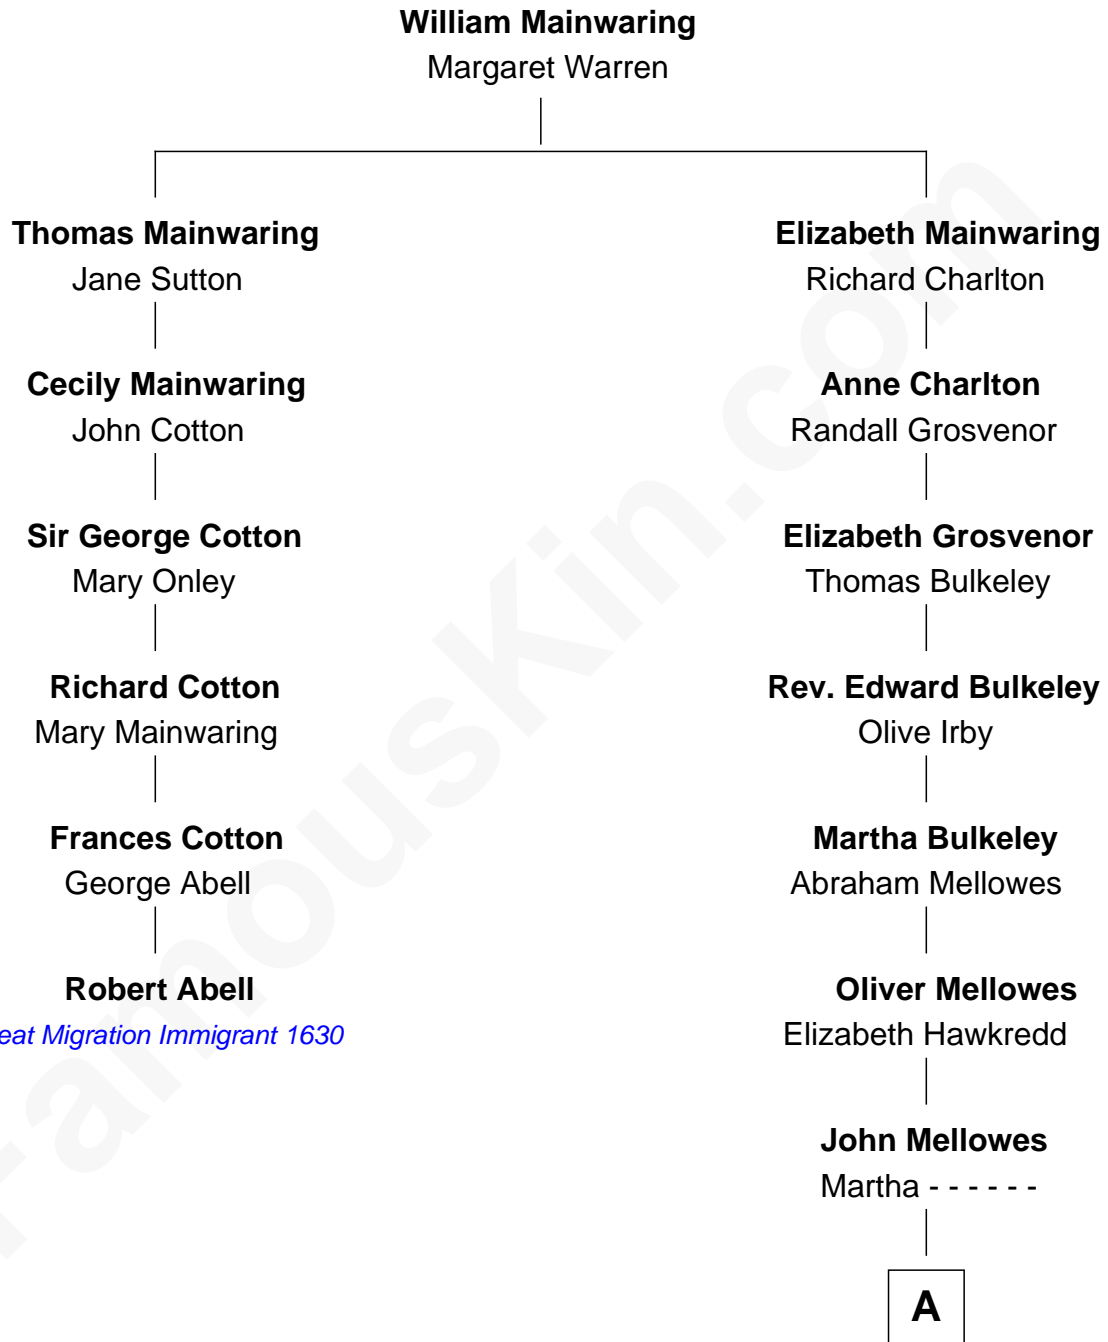 William Mainwaring
Margaret Warren
Thomas Mainwaring
Jane Sutton
Elizabeth Mainwaring
Richard Charlton
Cecily Mainwaring
John Cotton
Anne Charlton
Randall Grosvenor
Sir George Cotton
Mary Onley
Elizabeth Grosvenor
Thomas Bulkeley
Richard Cotton
Mary Mainwaring
Rev. Edward Bulkeley
Olive Irby
Frances Cotton
George Abell
Martha Bulkeley
Abraham Mellowes
Robert Abell
eat Migration Immigrant 1630
Oliver Mellowes
Elizabeth Hawkredd
John Mellowes
Martha - - - - - -
A
FamousKin.com